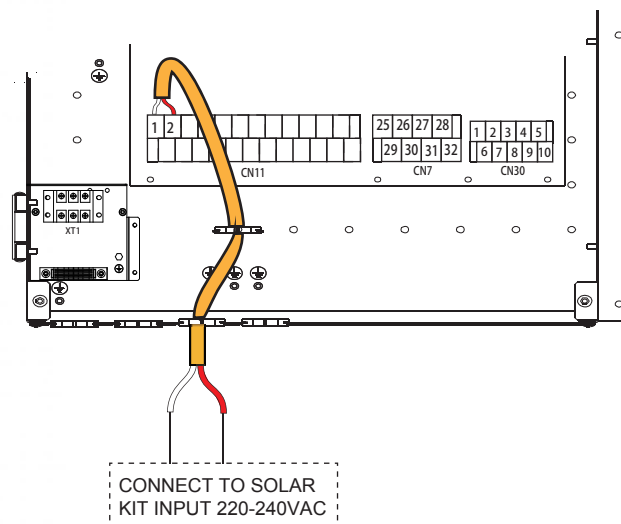 1 2
CN11
25 26 27 28
29 30 31 32
CN7
1 2 3 4 5
6 7 8 9 10
CN30
XT1
CONNECT TO SOLAR
KIT INPUT 220-240VAC